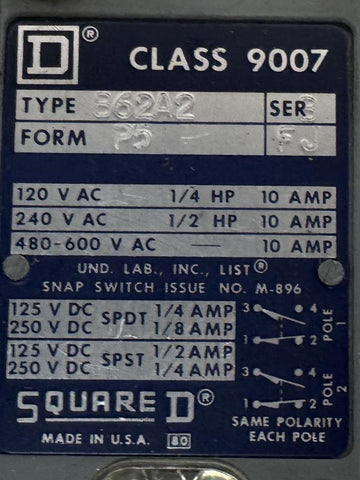 D®
CLASS 9007
TYPE B62A2 SER B
FORM P5 FJ
120 V AC 1/4 HP 10 AMP
240 V AC 1/2 HP 10 AMP
480-600 V AC — 10 AMP
UND. LAB., INC., LIST®
SNAP SWITCH ISSUE NO. M-896
125 V DC SPDT 1/4 AMP
250 V DC 1/8 AMP
125 V DC SPST 1/2 AMP
250 V DC 1/4 AMP
3 4
1 2
POLE 1
3 4
1 2
POLE 2
SQUARE D®
MADE IN U.S.A. 80
SAME POLARITY
EACH POLE